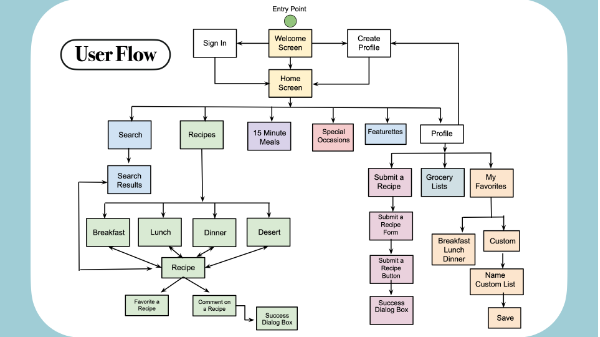 Entry Point
User Flow
Sign In
Welcome
Screen
Create
Profile
Home
Screen
Search
Recipes
15 Minute
Meals
Special
Occasions
Featurettes
Profile
Search
Results
Submit a
Recipe
Grocery
Lists
My
Favorites
Breakfast
Lunch
Dinner
Desert
Submit a
Recipe
Form
Breakfast
Lunch
Dinner
Custom
Recipe
Submit a
Recipe
Button
Name
Custom List
Favorite a
Recipe
Comment on
a Recipe
Success
Dialog Box
Success
Dialog Box
Save